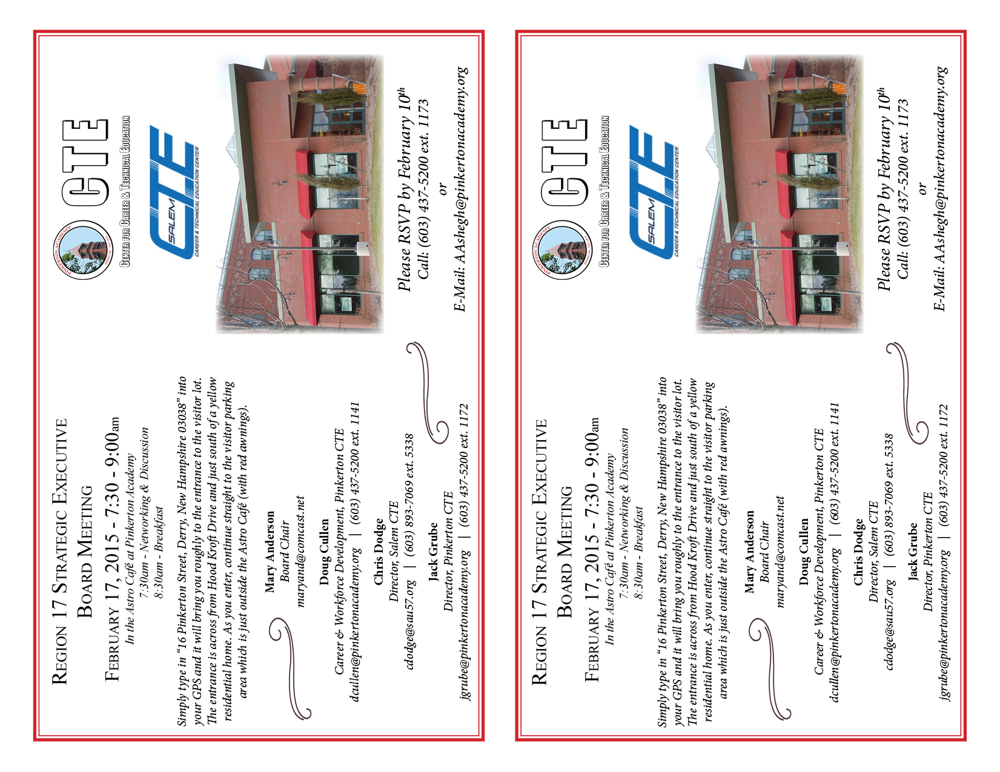 REGION 17 STRATEGIC EXECUTIVE
BOARD MEETING
FEBRUARY 17, 2015 - 7:30 - 9:00am
In the Astro Café at Pinkerton Academy
7:30am - Networking & Discussion
8:30am - Breakfast
Simply type in “16 Pinkerton Street, Derry, New Hampshire 03038” into
your GPS and it will bring you roughly to the entrance to the visitor lot.
The entrance is across from Hood Kroft Drive and just south of a yellow
residential home. As you enter, continue straight to the visitor parking
area which is just outside the Astro Café (with red awnings).
Mary Anderson
Board Chair
maryand@comcast.net
Doug Cullen
Career & Workforce Development, Pinkerton CTE
dcullen@pinkertonacademy.org | (603) 437-5200 ext. 1141
Chris Dodge
Director, Salem CTE
cdodge@sau57.org | (603) 893-7069 ext. 5338
Jack Grube
Director, Pinkerton CTE
jgrube@pinkertonacademy.org | (603) 437-5200 ext. 1172
PINKERTON ACADEMY
CTE
CENTER FOR CAREER & TECHNICAL EDUCATION
CTE
SALEM
CAREER & TECHNICAL EDUCATION CENTER
Please RSVP by February 10th
Call: (603) 437-5200 ext. 1173
or
E-Mail: AAshegh@pinkertonacademy.org
REGION 17 STRATEGIC EXECUTIVE
BOARD MEETING
FEBRUARY 17, 2015 - 7:30 - 9:00am
In the Astro Café at Pinkerton Academy
7:30am - Networking & Discussion
8:30am - Breakfast
Simply type in “16 Pinkerton Street, Derry, New Hampshire 03038” into
your GPS and it will bring you roughly to the entrance to the visitor lot.
The entrance is across from Hood Kroft Drive and just south of a yellow
residential home. As you enter, continue straight to the visitor parking
area which is just outside the Astro Café (with red awnings).
Mary Anderson
Board Chair
maryand@comcast.net
Doug Cullen
Career & Workforce Development, Pinkerton CTE
dcullen@pinkertonacademy.org | (603) 437-5200 ext. 1141
Chris Dodge
Director, Salem CTE
cdodge@sau57.org | (603) 893-7069 ext. 5338
Jack Grube
Director, Pinkerton CTE
jgrube@pinkertonacademy.org | (603) 437-5200 ext. 1172
PINKERTON ACADEMY
CTE
CENTER FOR CAREER & TECHNICAL EDUCATION
CTE
SALEM
CAREER & TECHNICAL EDUCATION CENTER
Please RSVP by February 10th
Call: (603) 437-5200 ext. 1173
or
E-Mail: AAshegh@pinkertonacademy.org